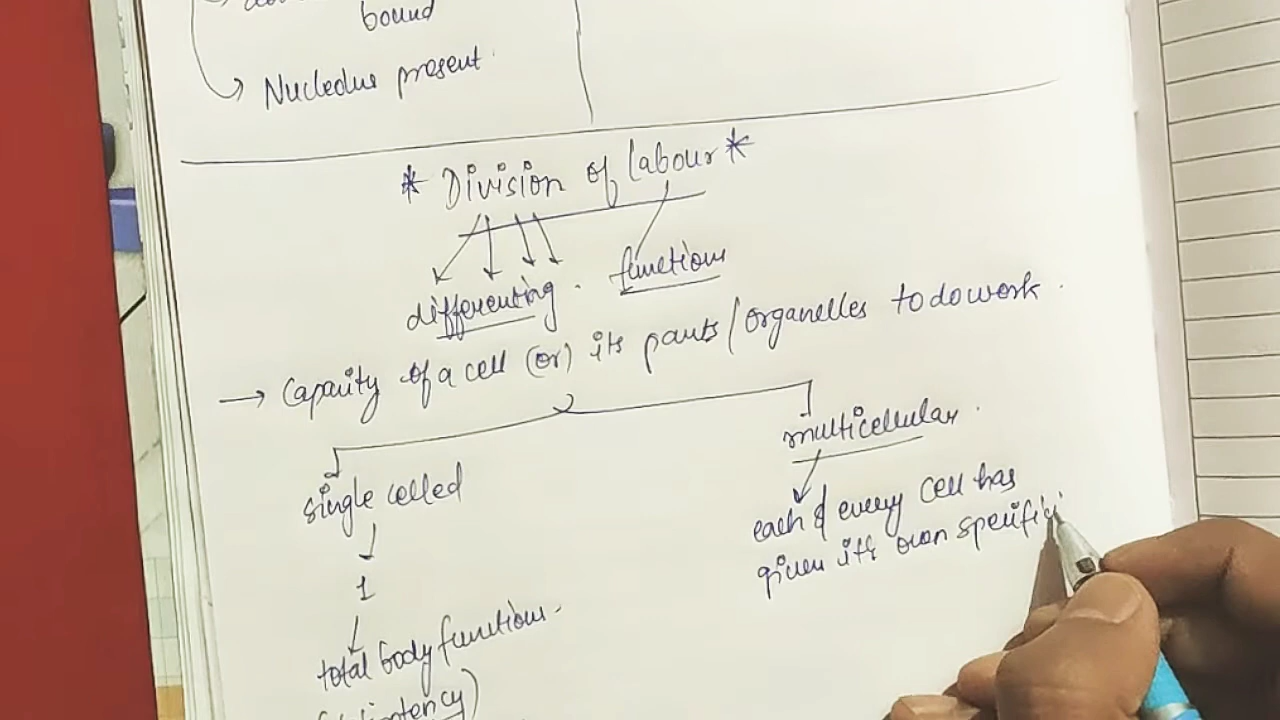 bound
Nucleolus present.
* Division of labour *
differenting. functions
→ Capacity of a cell (or) its parts/organelles to do work.
single celled
multicellular.
1
each & every cell has
given its own specific
total body functions.